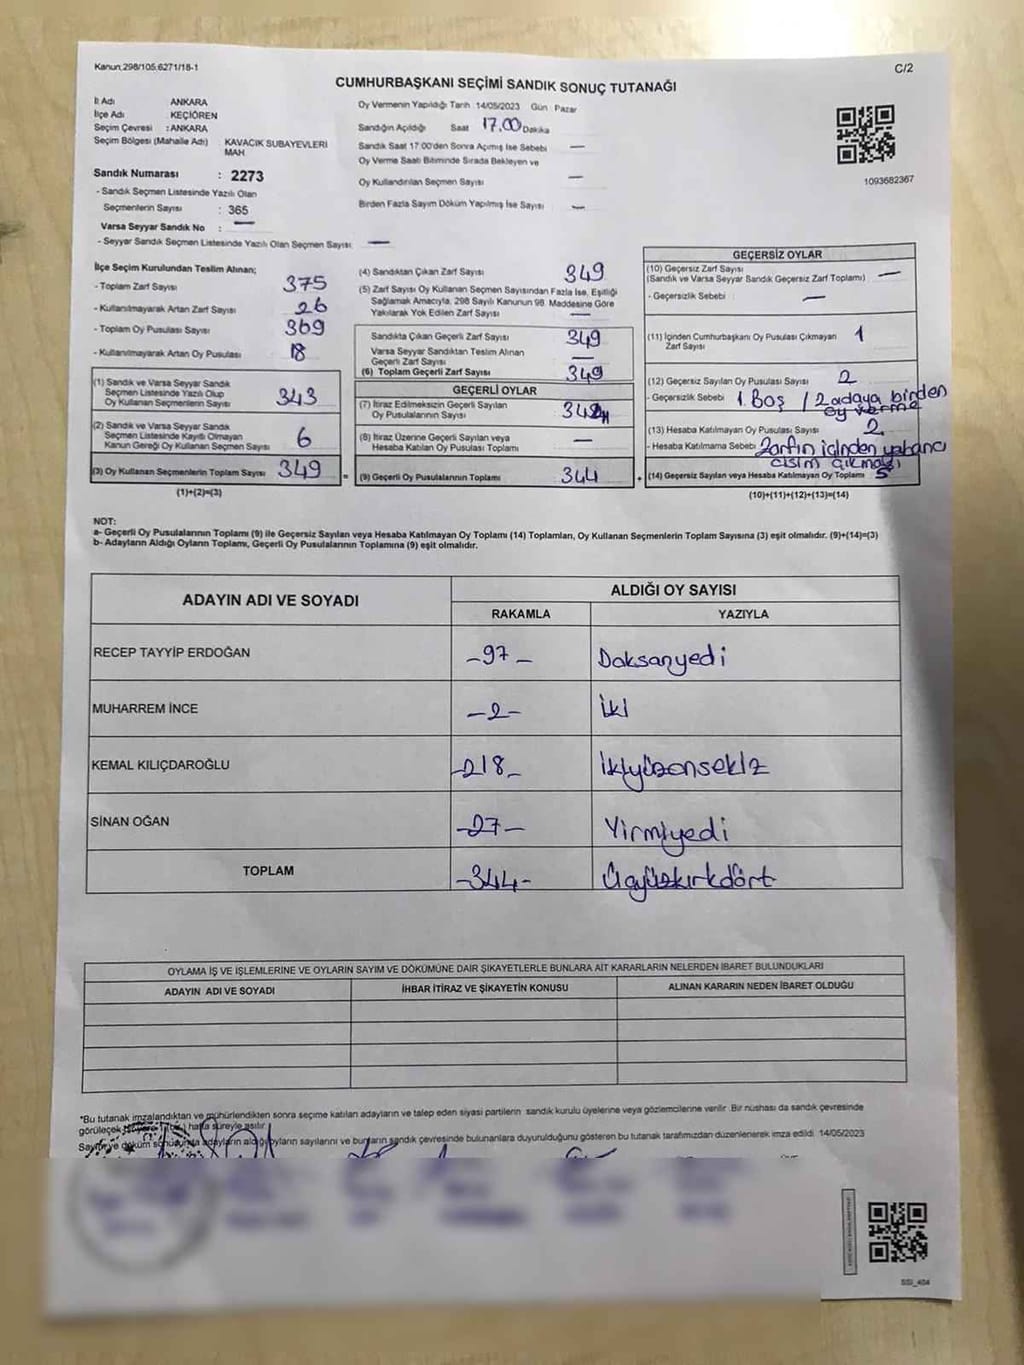 Kanun 298/105.6271/18-1
C/2
CUMHURBAŞKANI SEÇİMİ SANDIK SONUÇ TUTANAĞI
İl Adı ANKARA
İlçe Adı : KEÇİÖREN
Seçim Çevresi : ANKARA
Seçim Bölgesi (Mahalle Adı) : KAVACIK SUBAYEVLERİ
MAH
Sandık Numarası : 2273
- Sandık Seçmen Listesinde Yazılı Olan
Seçmenlerin Sayısı : 365
Varsa Seyyar Sandık No : —
- Seyyar Sandık Seçmen Listesinde Yazılı Olan Seçmen Sayısı —
Oy Vermenin Yapıldığı Tarih 14/05/2023 Gün Pazar
Sandığın Açıldığı Saat 17.00 Dakika
Sandık Saat 17:00'den Sonra Açımış Ise Sebebi —
Oy Verme Saati Bitiminde Sırada Bekleyen ve
Oy Kullandırılan Seçmen Sayısı —
Birden Fazla Sayım Döküm Yapılmış İse Sayısı —
1093682367
İlçe Seçim Kurulundan Teslim Alınan;
- Toplam Zarf Sayısı 375
- Kullanılmayarak Artan Zarf Sayısı 26
- Toplam Oy Pusulası Sayısı 369
- Kullanılmayarak Artan Oy Pusulası 18
(1) Sandık ve Varsa Seyyar Sandık
Seçmen Listesinde Yazılı Olup
Oy Kullanan Seçmenlerin Sayısı 343
(2) Sandık ve Varsa Seyyar Sandık
Seçmen Listesinde Kayıtlı Olmayan
Kanun Gereği Oy Kullanan Seçmen Sayısı 6
(3) Oy Kullanan Seçmenlerin Toplam Sayısı 349 =
(1)+(2)=(3)
(4) Sandıktan Çıkan Zarf Sayısı 349
(5) Zarf Sayısı Oy Kullanan Seçmen Sayısından Fazla İse, Eşitliği
Sağlamak Amacıyla, 298 Sayılı Kanunun 98. Maddesine Göre
Yakılarak Yok Edilen Zarf Sayısı —
Sandıkta Çıkan Geçerli Zarf Sayısı 349
Varsa Seyyar Sandıktan Teslim Alınan
Geçerli Zarf Sayısı —
(6) Toplam Geçerli Zarf Sayısı 349
GEÇERLİ OYLAR
(7) İtiraz Edilmeksizin Geçerli Sayılan
Oy Pusulalarının Sayısı
(8) İtiraz Üzerine Geçerli Sayılan veya
Hesaba Katılan Oy Pusulası Toplamı —
(9) Geçerli Oy Pusulalarının Toplamı 344 +
GEÇERSİZ OYLAR
(10) Geçersiz Zarf Sayısı
(Sandık ve Varsa Seyyar Sandık Geçersiz Zarf Toplamı) —
- Geçersizlik Sebebi —
(11) İçinden Cumhurbaşkanı Oy Pusulası Çıkmayan
Zarf Sayısı 1
(12) Geçersiz Sayılan Oy Pusulası Sayısı 2
- Geçersizlik Sebebi 1. Boş / 2 adaya birden
oy verme
(13) Hesaba Katılmayan Oy Pusulası Sayısı 2
- Hesaba Katılmama Sebebi Zarfın içinden yabancı
cisim çıkması
(14) Geçersiz Sayılan veya Hesaba Katılmayan Oy Toplamı 5
(10)+(11)+(12)+(13)=(14)
NOT:
a- Geçerli Oy Pusulalarının Toplamı (9) ile Geçersiz Sayılan veya Hesaba Katılmayan Oy Toplamı (14) Toplamları, Oy Kullanan Seçmenlerin Toplam Sayısına (3) eşit olmalıdır. (9)+(14)=(3)
b- Adayların Aldığı Oyların Toplamı, Geçerli Oy Pusulalarının Toplamına (9) eşit olmalıdır.
ADAYIN ADI VE SOYADI ALDIĞI OY SAYISI
RAKAMLA YAZIYLA
RECEP TAYYİP ERDOĞAN -97- Doksanyedi
MUHARREM İNCE -2- İki
KEMAL KILIÇDAROĞLU -218- İkiyüzonsekiz
SİNAN OĞAN -27- Yirmiyedi
TOPLAM -344- Üçyüzkırkdört
OYLAMA İŞ VE İŞLEMLERİNE VE OYLARIN SAYIM VE DÖKÜMÜNE DAİR ŞİKAYETLERLE BUNLARA AİT KARARLARIN NELERDEN İBARET BULUNDUKLARI
ADAYIN ADI VE SOYADI İHBAR İTİRAZ VE ŞİKAYETİN KONUSU ALINAN KARARIN NEDEN İBARET OLDUĞU
*Bu tutanak imzalandıktan ve mühürlendikten sonra seçime katılan adayların ve talep eden siyasi partilerin sandık kurulu üyelerine veya gözlemcilerine verilir. Bir nüshası da sandık çevresinde
görülecek hafta süreyle asılır.
Sayım ve döküm sonucunda adayların aldığı oyların sayılarını ve bunların sandık çevresinde bulunanlara duyurulduğunu gösteren bu tutanak tarafımızdan düzenlenerek imza edildi. 14/05/2023
SSI_404